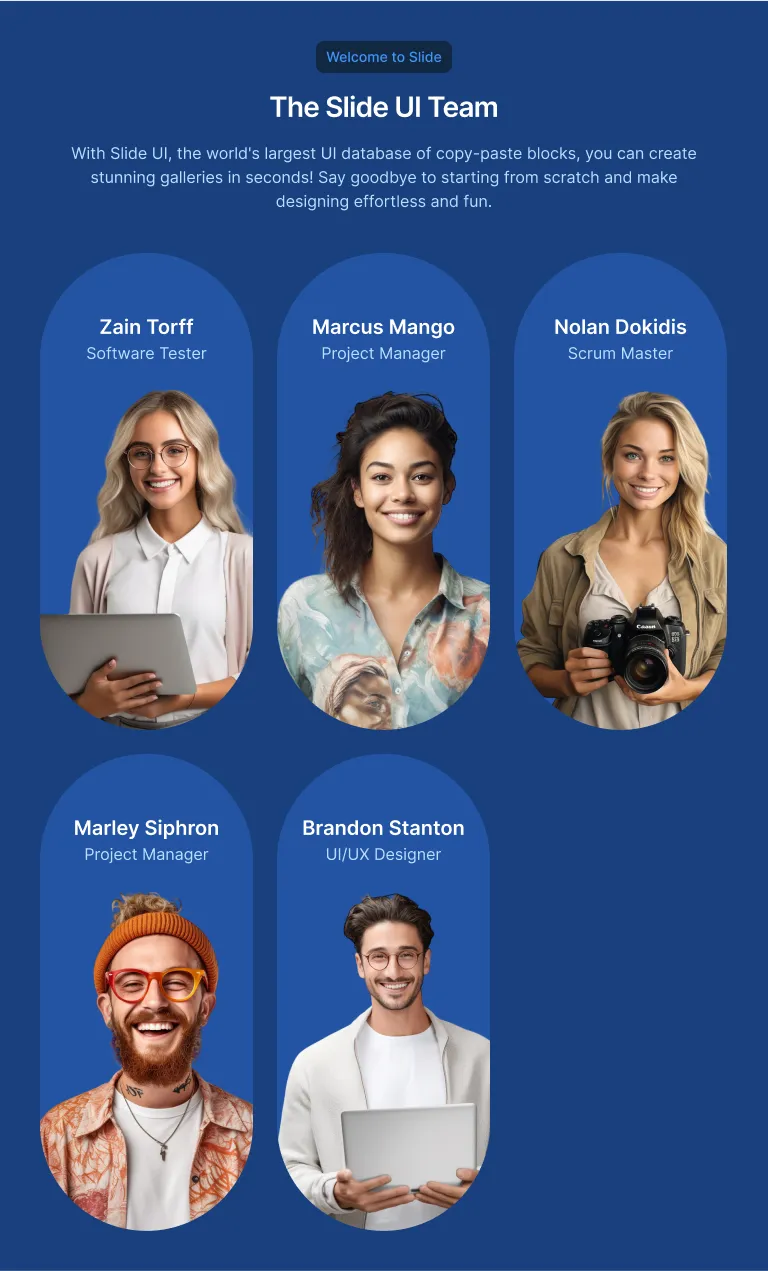 Welcome to Slide
The Slide UI Team
With Slide UI, the world's largest UI database of copy-paste blocks, you can create
stunning galleries in seconds! Say goodbye to starting from scratch and make
designing effortless and fun.
Zain Torff
Software Tester
Marcus Mango
Project Manager
Nolan Dokidis
Scrum Master
Canon
EOS
Marley Siphron
Project Manager
Brandon Stanton
UI/UX Designer